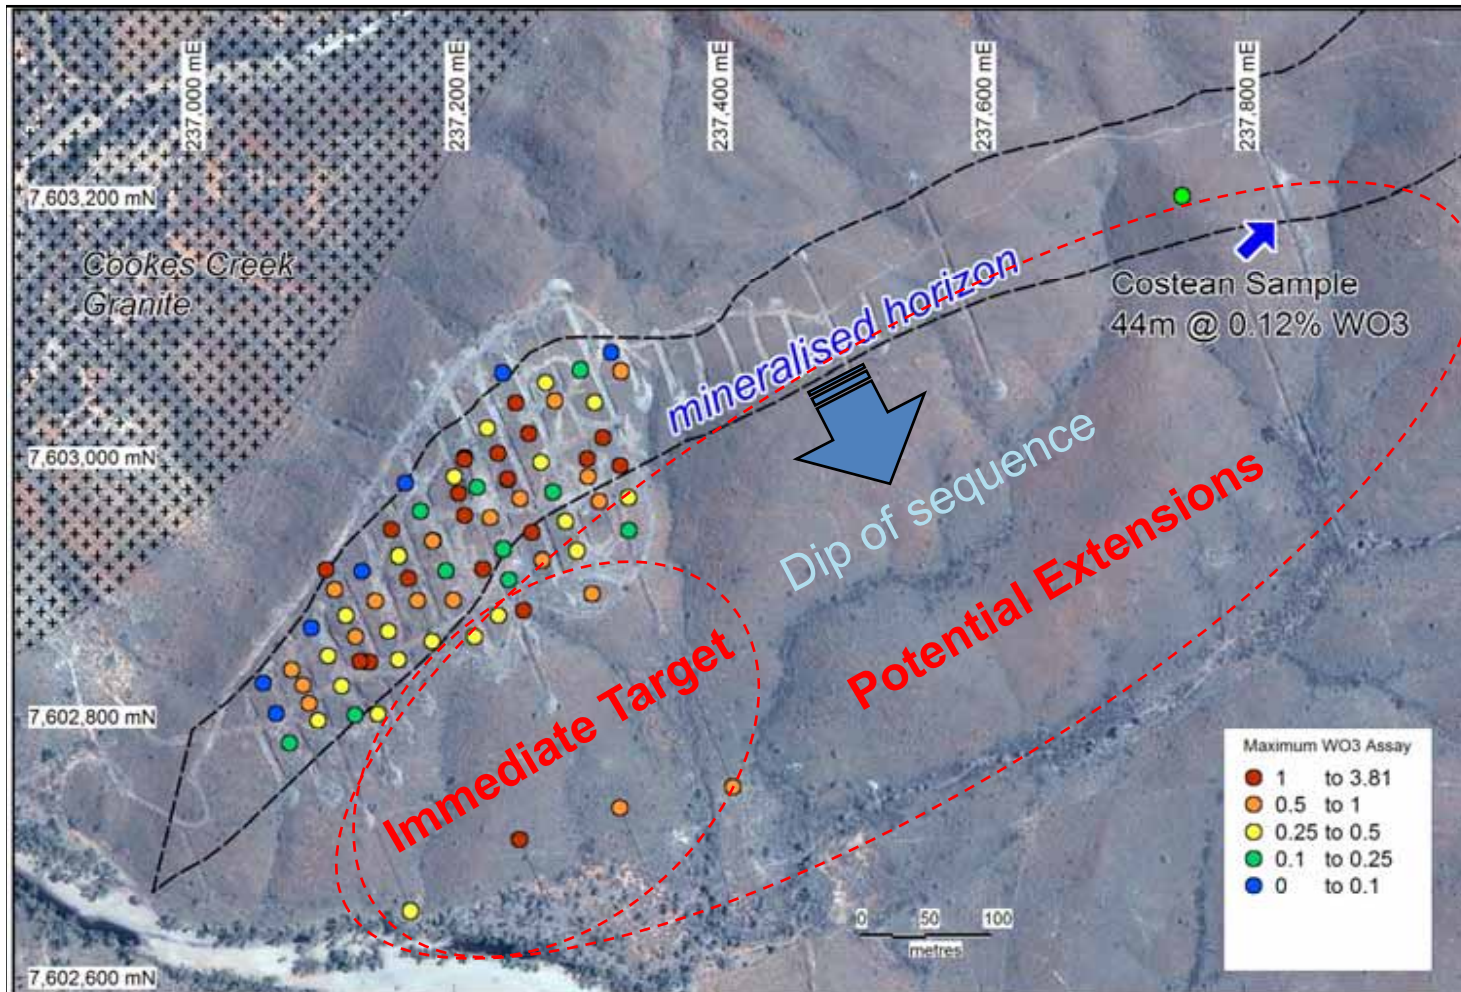 237,000 mE
237,200 mE
237,400 mE
237,600 mE
237,800 mE
7,603,200 mN
Cookes Creek
Granite
Costean Sample
44m @ 0.12% WO3
mineralised horizon
7,603,000 mN
Dip of sequence
Potential Extensions
Immediate Target
7,602,800 mN
Maximum WO3 Assay
1 to 3.81
0.5 to 1
0.25 to 0.5
0.1 to 0.25
0 to 0.1
0 50 100
metres
7,602,600 mN